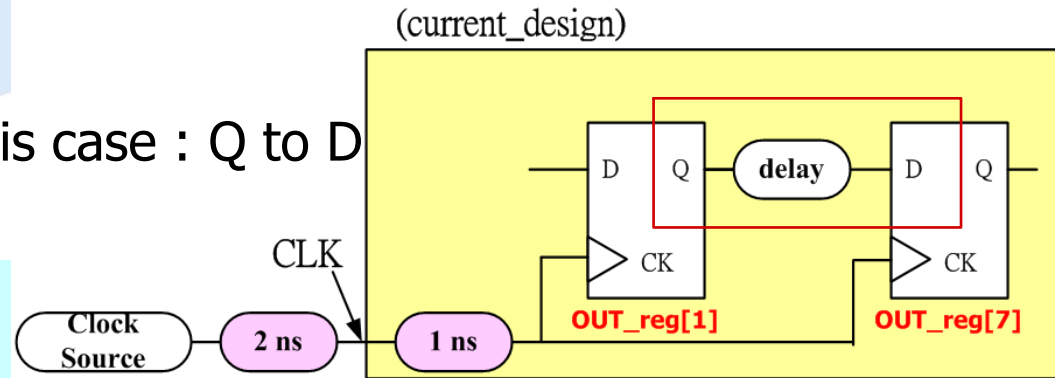 (current_design)
is case : Q to D
D Q delay D Q
CLK
CK CK
OUT_reg[1] OUT_reg[7]
Clock
Source
2 ns
1 ns